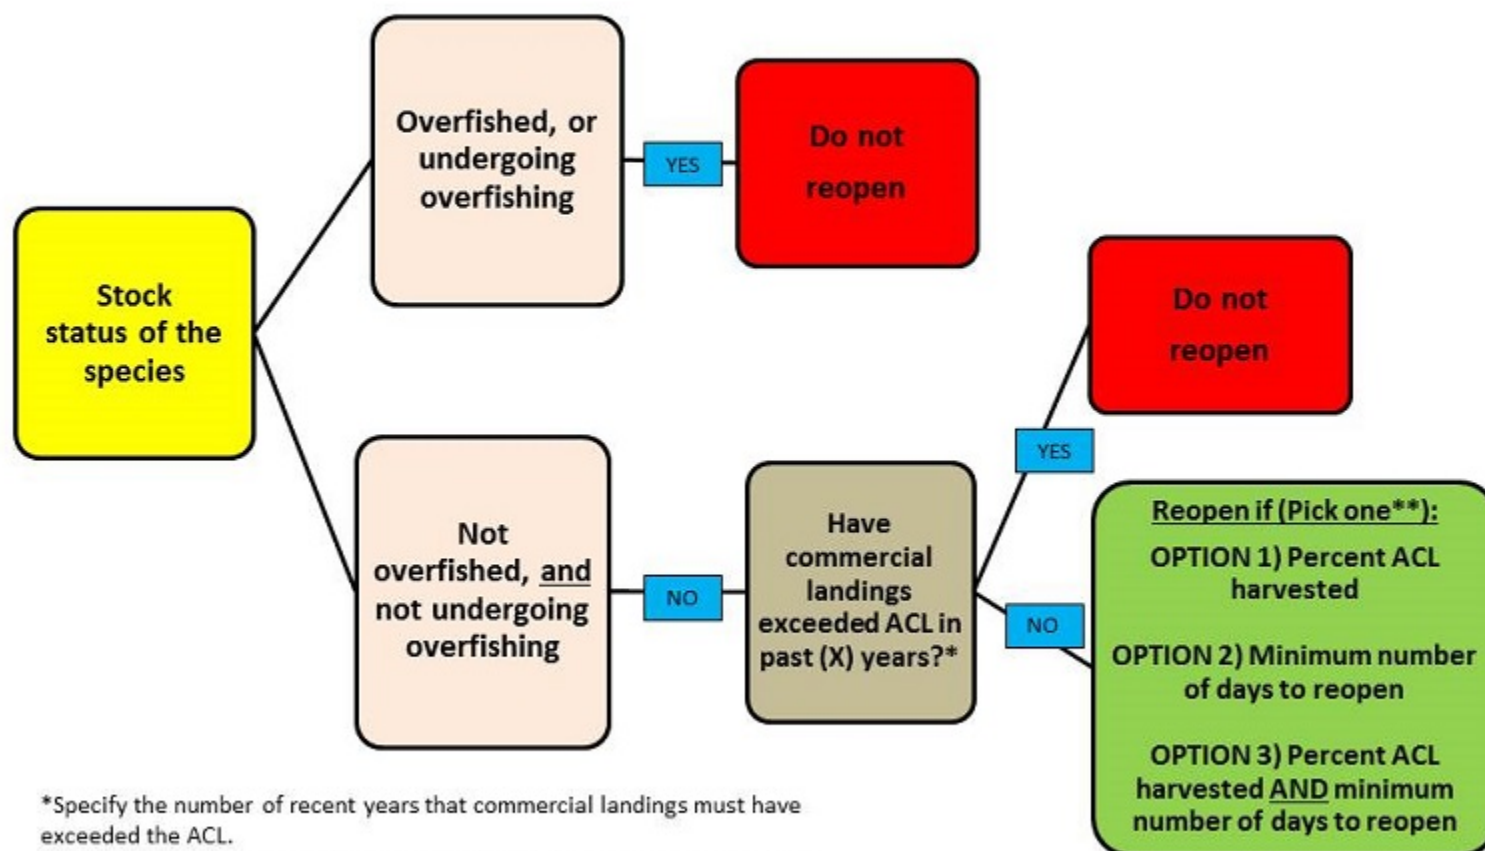 Stock
status of the
species
Overfished, or
undergoing
overfishing
YES
Do not
reopen
Not
overfished, and
not undergoing
overfishing
NO
Have
commercial
landings
exceeded ACL in
past (X) years?*
YES
Do not
reopen
NO
Reopen if (Pick one**):
OPTION 1) Percent ACL
harvested
OPTION 2) Minimum number
of days to reopen
OPTION 3) Percent ACL
harvested AND minimum
number of days to reopen
*Specify the number of recent years that commercial landings must have
exceeded the ACL.